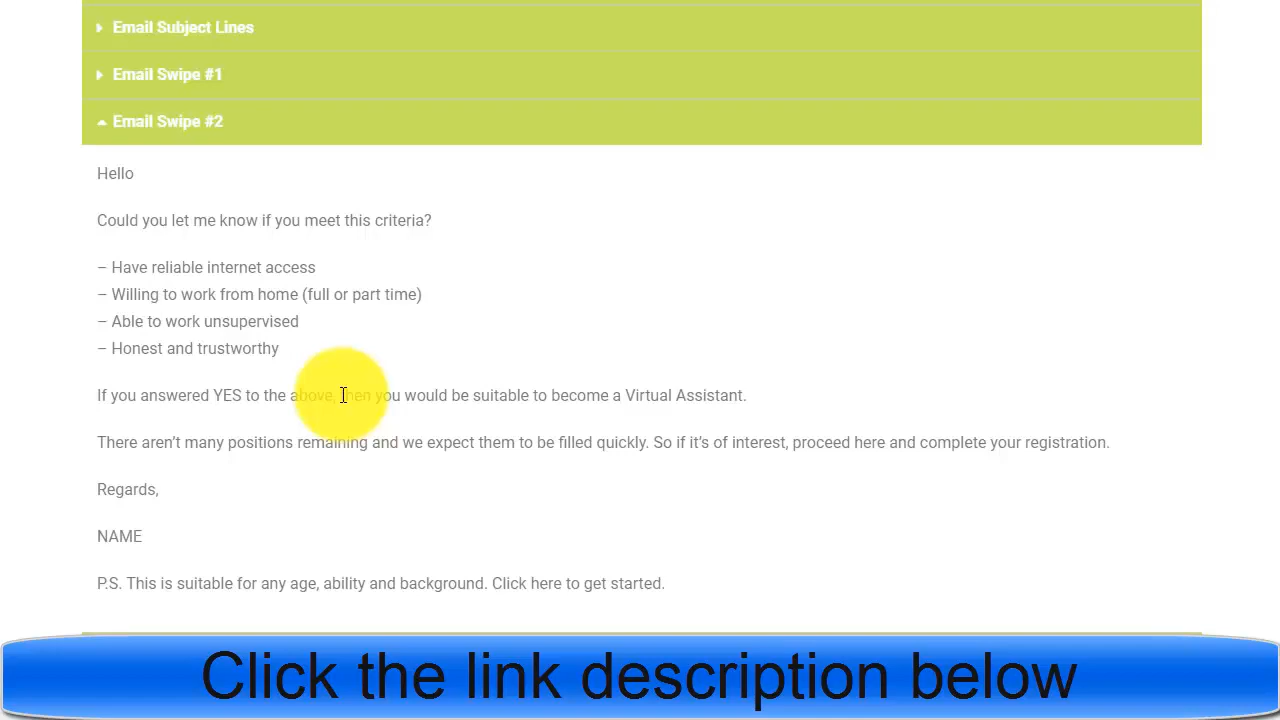 Email Subject Lines
Email Swipe #1
Email Swipe #2
Hello
Could you let me know if you meet this criteria?
– Have reliable internet access
– Willing to work from home (full or part time)
– Able to work unsupervised
– Honest and trustworthy
If you answered YES to the above, then you would be suitable to become a Virtual Assistant.
There aren’t many positions remaining and we expect them to be filled quickly. So if it’s of interest, proceed here and complete your registration.
Regards,
NAME
P.S. This is suitable for any age, ability and background. Click here to get started.
Click the link description below